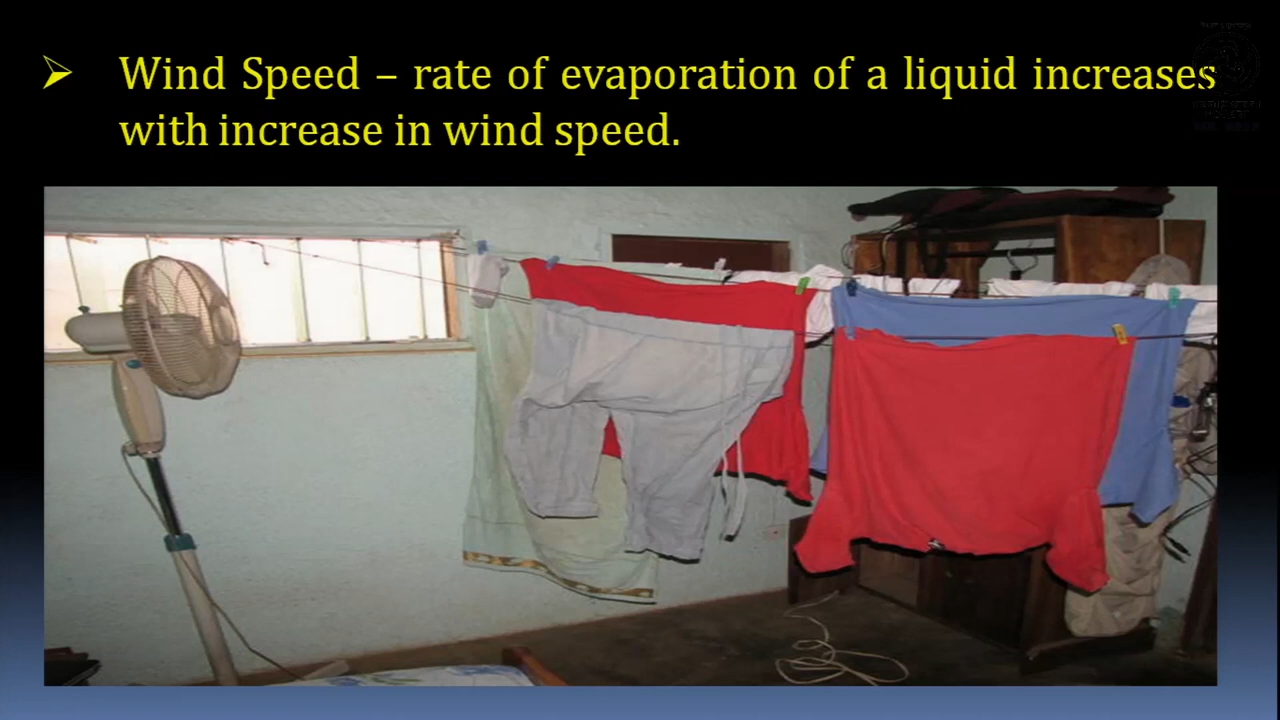 Wind Speed – rate of evaporation of a liquid increases
with increase in wind speed.